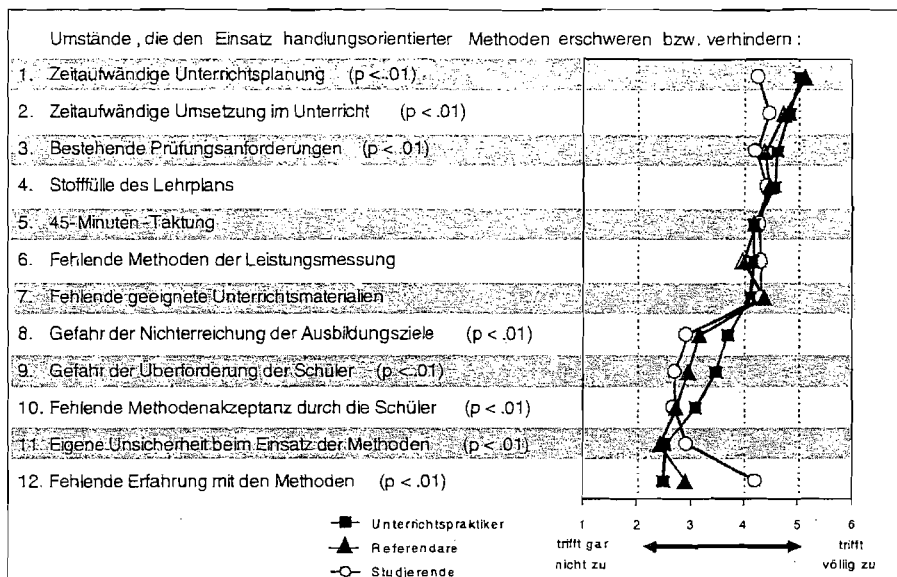 Umstände, die den Einsatz handlungsorientierter Methoden erschweren bzw. verhindern:
1. Zeitaufwändige Unterrichtsplanung (p < .01)
2. Zeitaufwändige Umsetzung im Unterricht (p < .01)
3. Bestehende Prüfungsanforderungen (p < .01)
4. Stofffülle des Lehrplans
5. 45-Minuten-Taktung
6. Fehlende Methoden der Leistungsmessung
7. Fehlende geeignete Unterrichtsmaterialien
8. Gefahr der Nichterreichung der Ausbildungsziele (p < .01)
9. Gefahr der Überforderung der Schüler (p < .01)
10. Fehlende Methodenakzeptanz durch die Schüler (p < .01)
11. Eigene Unsicherheit beim Einsatz der Methoden (p < .01)
12. Fehlende Erfahrung mit den Methoden (p < .01)
1 2 3 4 5 6
trifft gar nicht zu
trifft völlig zu
Unterrichtspraktiker
Referendare
Studierende